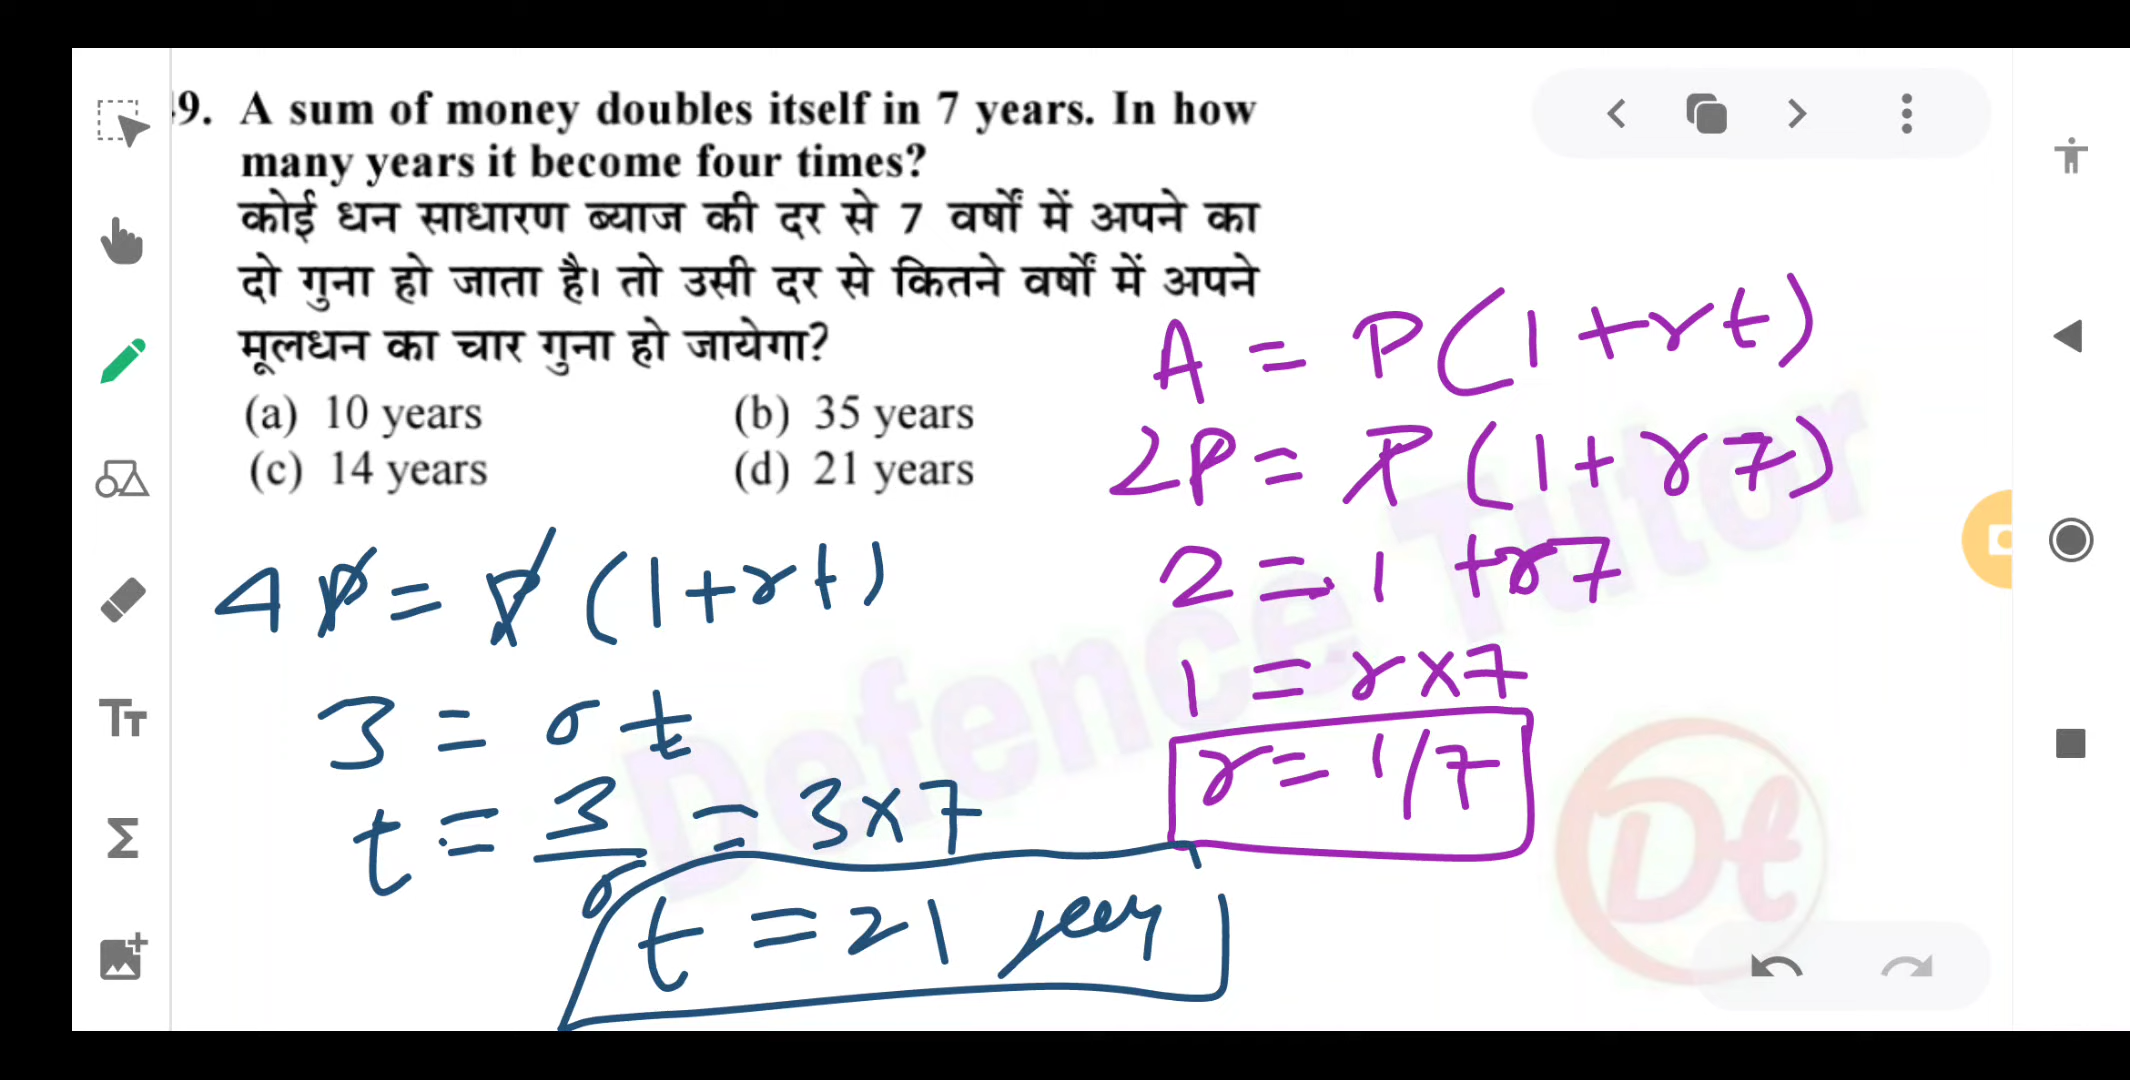 9. A sum of money doubles itself in 7 years. In how
many years it become four times?
कोई धन साधारण ब्याज की दर से 7 वर्षों में अपने का
दो गुना हो जाता है। तो उसी दर से कितने वर्षों में अपने
मूलधन का चार गुना हो जायेगा?
(a) 10 years (b) 35 years
(c) 14 years (d) 21 years
A = P(1+rt)
2P = P(1+r7)
2 = 1 + r7
1 = r×7
r = 1/7
4P = P(1+rt)
3 = rt
t = 3/r = 3×7
t = 21 year
Defence Tutor
Dt
Tт
Σ